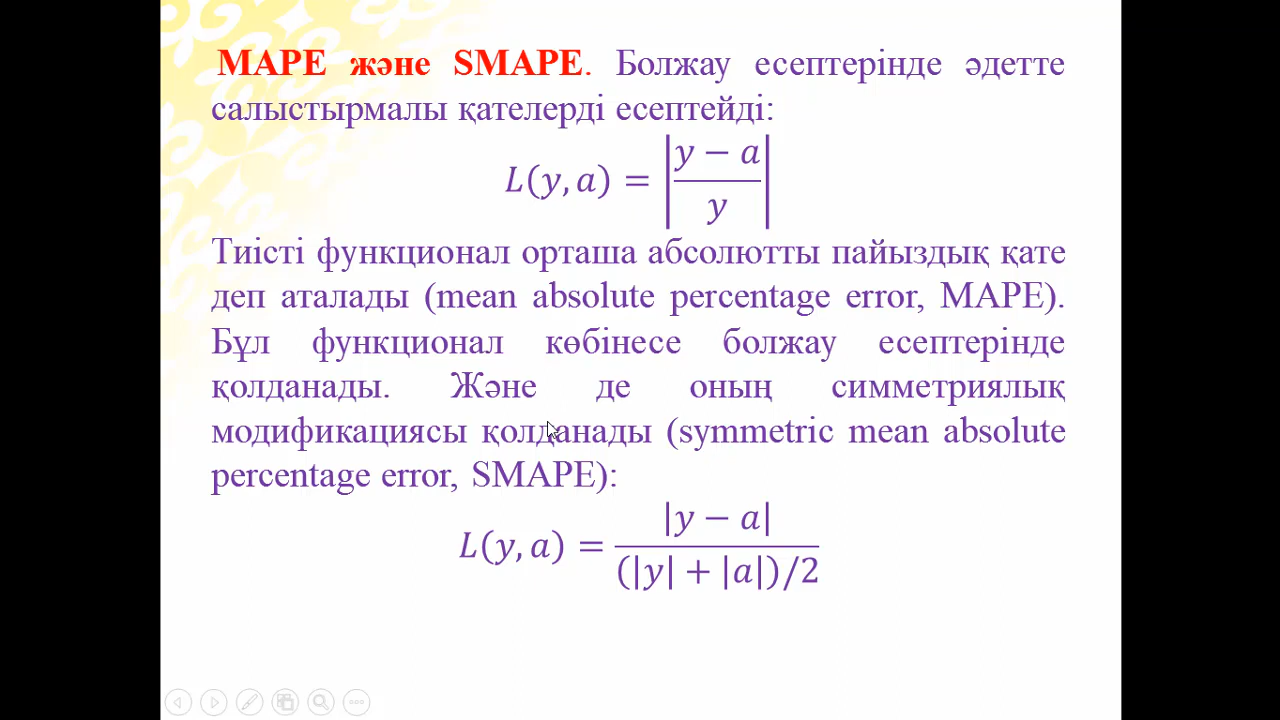 MAPE және SMAPE. Болжау есептерінде әдетте
салыстырмалы қателерді есептейді:
L(y, a) = |(y − a)/y|
Тиісті функционал орташа абсолютты пайыздық қате
деп аталады (mean absolute percentage error, MAPE).
Бұл функционал көбінесе болжау есептерінде
қолданады. Және де оның симметриялық
модификациясы қолданады (symmetric mean absolute
percentage error, SMAPE):
L(y, a) = |y − a| / ((|y| + |a|)/2)